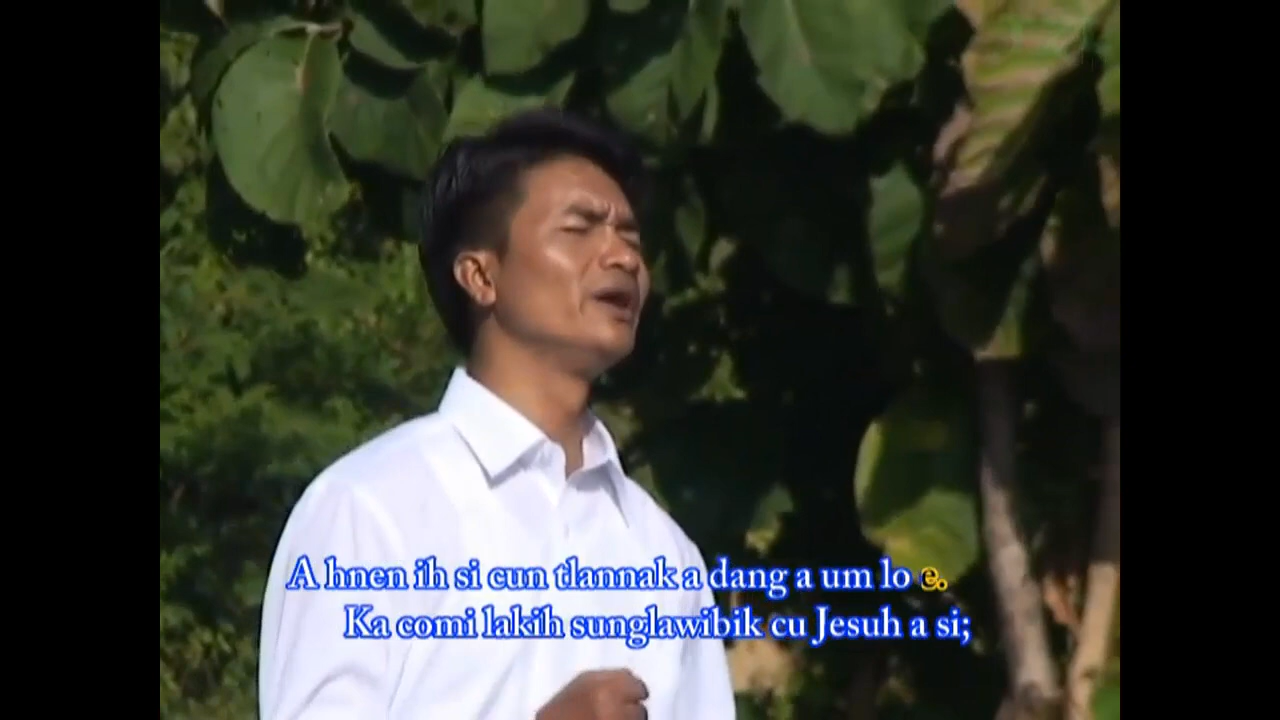 A hnen ih si cun tlannak a dang a um lo e.
Ka comi lakih sunglawibik cu Jesuh a si;